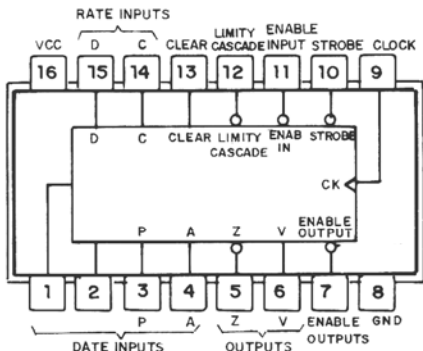 RATE INPUTS
VCC D C CLEAR LIMITY CASCADE ENABLE INPUT STROBE CLOCK
16 15 14 13 12 11 10 9
D C CLEAR LIMITY CASCADE ENAB IN STROBE
CK
P A Z V ENABLE OUTPUT
1 2 3 4 5 6 7 8
P A Z V ENABLE OUTPUTS GND
DATE INPUTS OUTPUTS